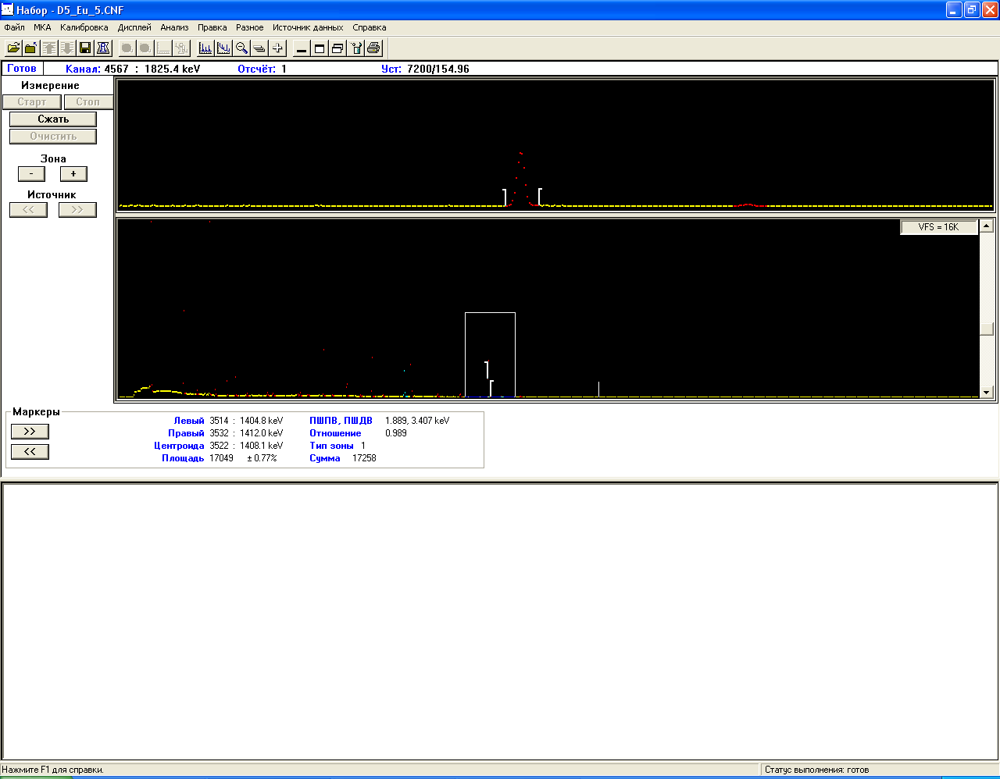 Набор - D5_Eu_5.CNF
Файл МКА Калибровка Дисплей Анализ Правка Разное Источник данных Справка
Готов Канал: 4567 : 1825.4 keV Отсчёт: 1 Уст: 7200/154.96
Измерение
Старт Стоп
Сжать
Очистить
Зона
- +
Источник
<< >>
VFS = 16K
Маркеры
>>
<<
Левый 3514 : 1404.8 keV ПШПВ, ПШДВ 1.889, 3.407 keV
Правый 3532 : 1412.0 keV Отношение 0.989
Центроида 3522 : 1408.1 keV Тип зоны 1
Площадь 17049 ± 0.77% Сумма 17258
Нажмите F1 для справки. Статус выполнения: готов